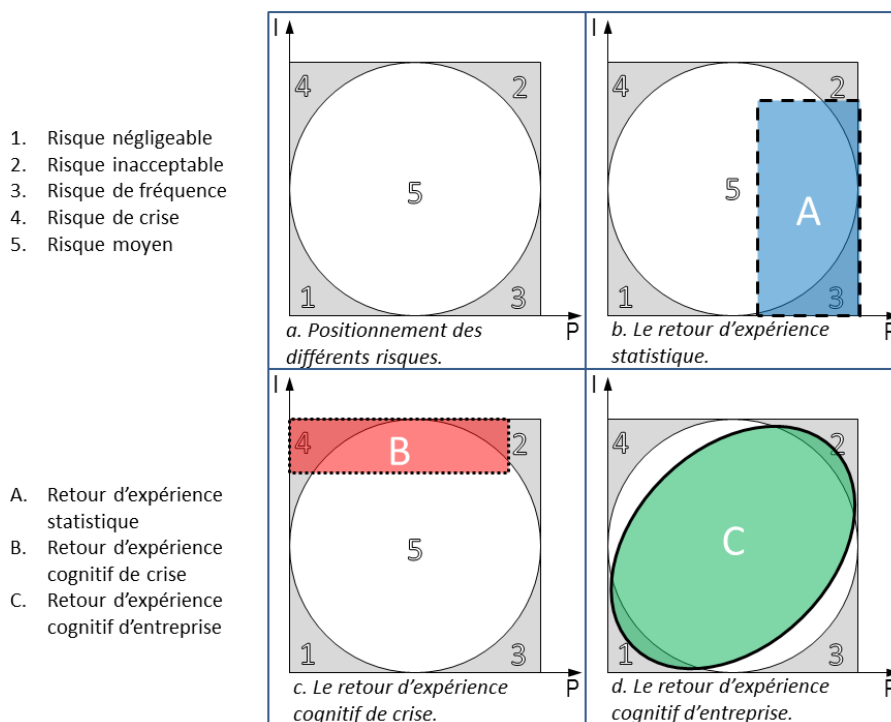 1. Risque négligeable
2. Risque inacceptable
3. Risque de fréquence
4. Risque de crise
5. Risque moyen
I
4
2
5
1
3
P
a. Positionnement des
différents risques.
I
4
2
5
A
1
3
P
b. Le retour d'expérience
statistique.
A. Retour d'expérience
statistique
B. Retour d'expérience
cognitif de crise
C. Retour d'expérience
cognitif d'entreprise
I
4
B
2
5
1
3
P
c. Le retour d'expérience
cognitif de crise.
I
4
2
C
1
3
P
d. Le retour d'expérience
cognitif d'entreprise.